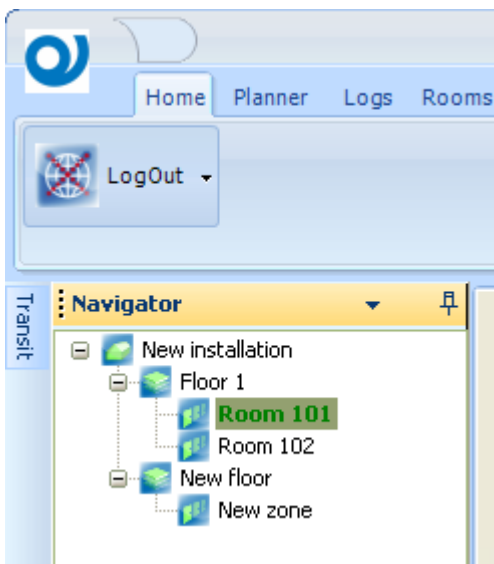 Home Planner Logs Rooms
LogOut
Transit
Navigator
New installation
Floor 1
Room 101
Room 102
New floor
New zone